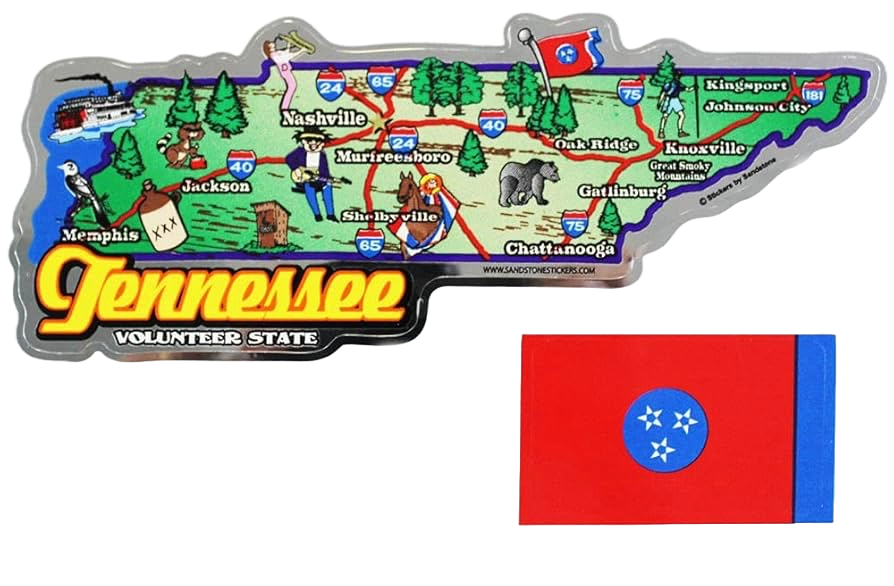 24
65
75
Kingsport
181
Johnson City
Nashville
40
24
Oak Ridge
Knoxville
Murfreesboro
Great Smoky
Mountains
40
Jackson
Gatlinburg
© Stickers by Sandstone
XXX
Shelbyville
75
Memphis
65
Chattanooga
WWW.SANDSTONESTICKERS.COM
Tennessee
VOLUNTEER STATE